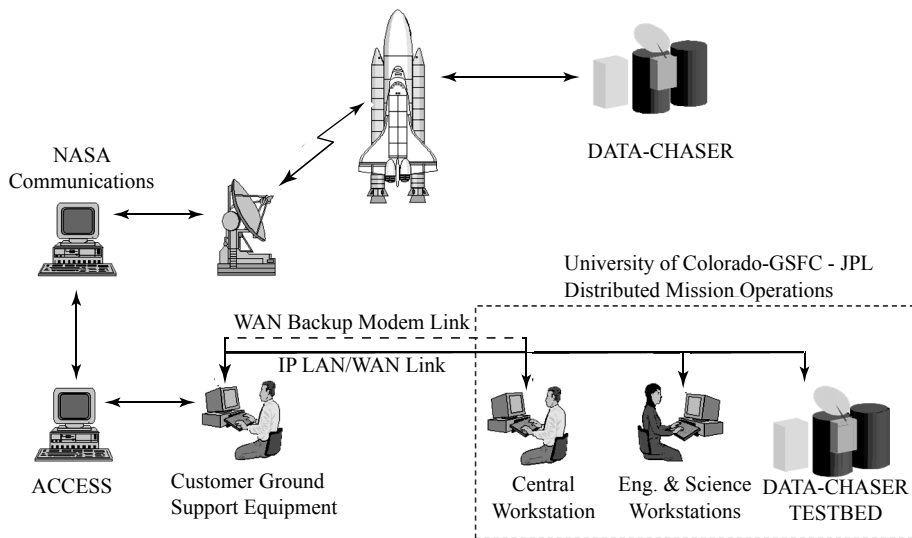 DATA-CHASER
NASA
Communications
University of Colorado-GSFC - JPL
Distributed Mission Operations
WAN Backup Modem Link
IP LAN/WAN Link
ACCESS
Customer Ground
Support Equipment
Central
Workstation
Eng. & Science
Workstations
DATA-CHASER
TESTBED